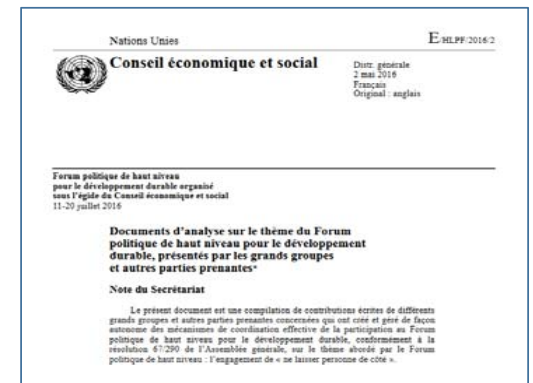 Nations Unies
E/HLPF/2016/2
Conseil économique et social
Distr. générale
2 mai 2016
Français
Original : anglais
Forum politique de haut niveau
pour le développement durable organisé
sous l'égide du Conseil économique et social
11-20 juillet 2016
Documents d'analyse sur le thème du Forum
politique de haut niveau pour le développement
durable, présentés par les grands groupes
et autres parties prenantes*
Note du Secrétariat
Le présent document est une compilation de contributions écrites de différents
grands groupes et autres parties prenantes concernées qui ont créé et géré de façon
autonome des mécanismes de coordination effective de la participation au Forum
politique de haut niveau pour le développement durable, conformément à la
résolution 67/290 de l'Assemblée générale, sur le thème abordé par le Forum
politique de haut niveau : l'engagement de « ne laisser personne de côté ».